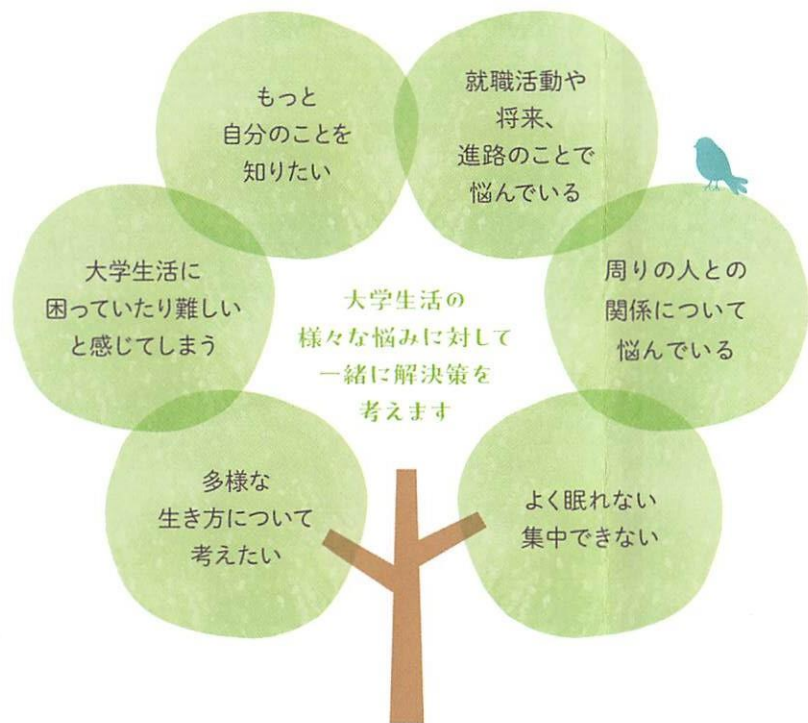 もっと
自分のことを
知りたい
就職活動や
将来、
進路のことで
悩んでいる
大学生活に
困っていたり難しい
と感じてしまう
周りの人との
関係について
悩んでいる
大学生活の
様々な悩みに対して
一緒に解決策を
考えます
多様な
生き方について
考えたい
よく眠れない
集中できない